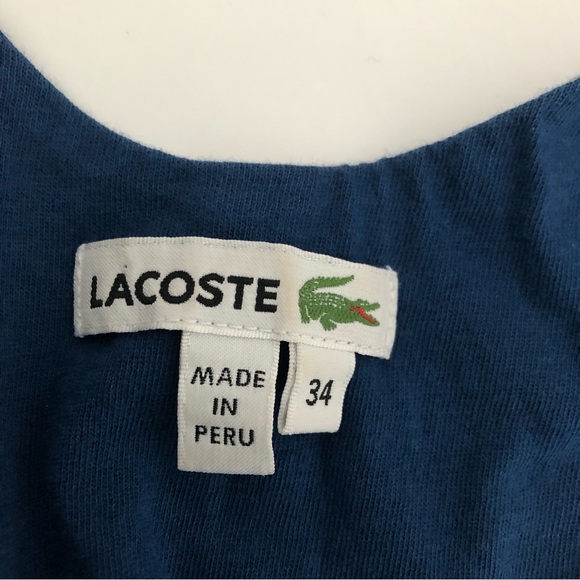 LACOSTE
MADE
IN
PERU
34